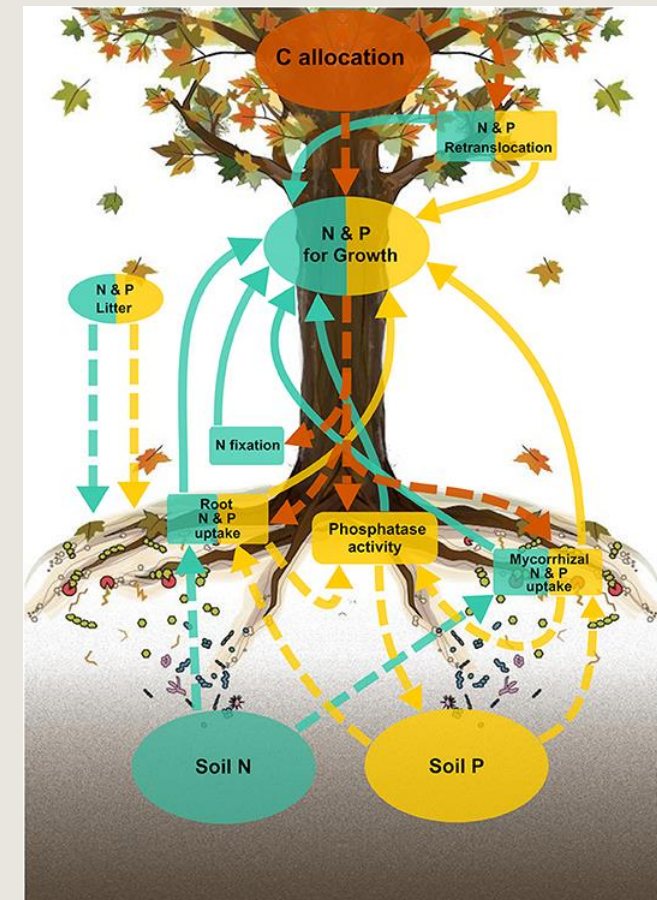 C allocation
N & P
Retranslocation
N & P
for Growth
N & P
Litter
N fixation
Root
N & P
uptake
Phosphatase
activity
Mycorrhizal
N & P
uptake
Soil N
Soil P